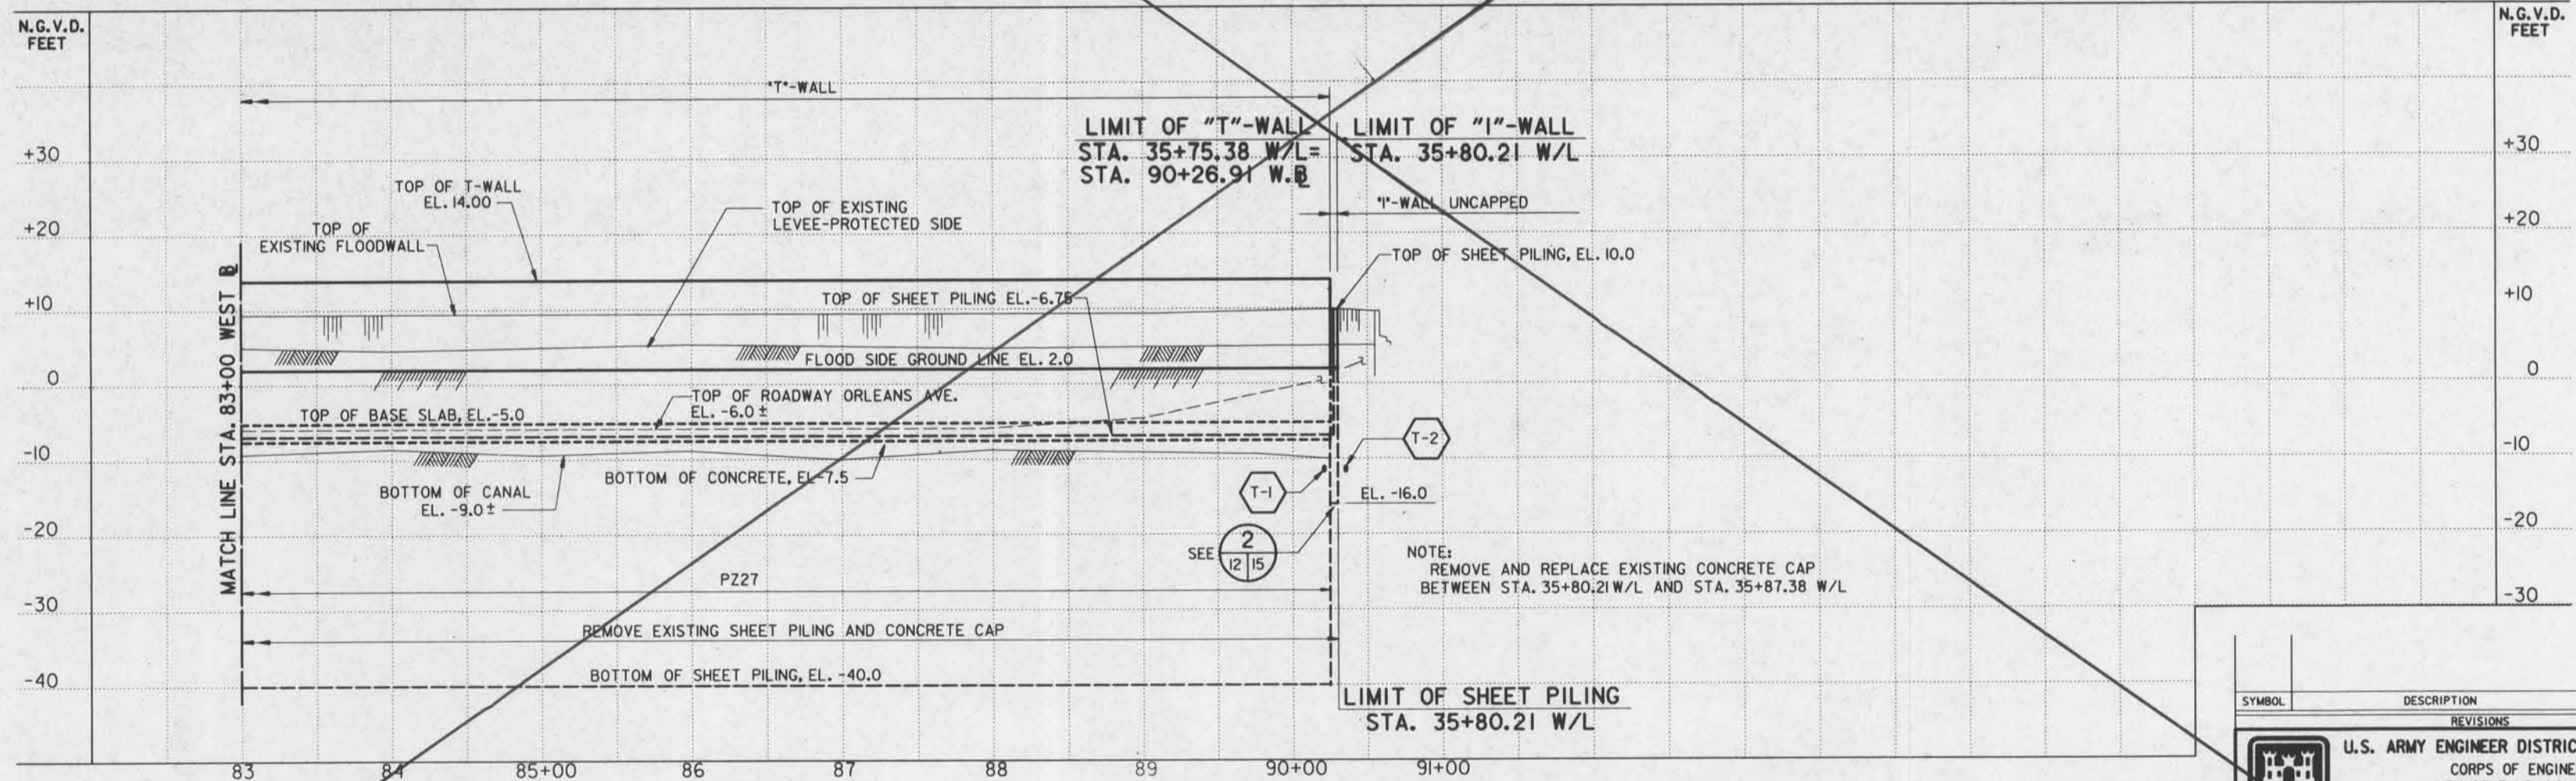 N.G.V.D.
FEET
N.G.V.D.
FEET
"T"-WALL
LIMIT OF "T"-WALL
STA. 35+75.38 W/L=
STA. 90+26.91 W.B
LIMIT OF "I"-WALL
STA. 35+80.21 W/L
"I"-WALL UNCAPPED
+30
+30
TOP OF T-WALL
EL. 14.00
TOP OF EXISTING
LEVEE-PROTECTED SIDE
+20
+20
TOP OF
EXISTING FLOODWALL
TOP OF SHEET PILING, EL. 10.0
+10
+10
TOP OF SHEET PILING EL.-6.75
FLOOD SIDE GROUND LINE EL. 2.0
0
0
MATCH LINE STA. 83+00 WEST B
TOP OF ROADWAY ORLEANS AVE.
EL. -6.0 ±
TOP OF BASE SLAB, EL.-5.0
-10
-10
T-2
BOTTOM OF CONCRETE, EL-7.5
T-1
EL. -16.0
BOTTOM OF CANAL
EL. -9.0 ±
-20
-20
SEE 2
12 15
NOTE:
REMOVE AND REPLACE EXISTING CONCRETE CAP
BETWEEN STA. 35+80.21 W/L AND STA. 35+87.38 W/L
PZ27
-30
-30
REMOVE EXISTING SHEET PILING AND CONCRETE CAP
BOTTOM OF SHEET PILING, EL. -40.0
-40
LIMIT OF SHEET PILING
STA. 35+80.21 W/L
SYMBOL DESCRIPTION
REVISIONS
U.S. ARMY ENGINEER DISTRIC
CORPS OF ENGINE
83 84 85+00 86 87 88 89 90+00 91+00